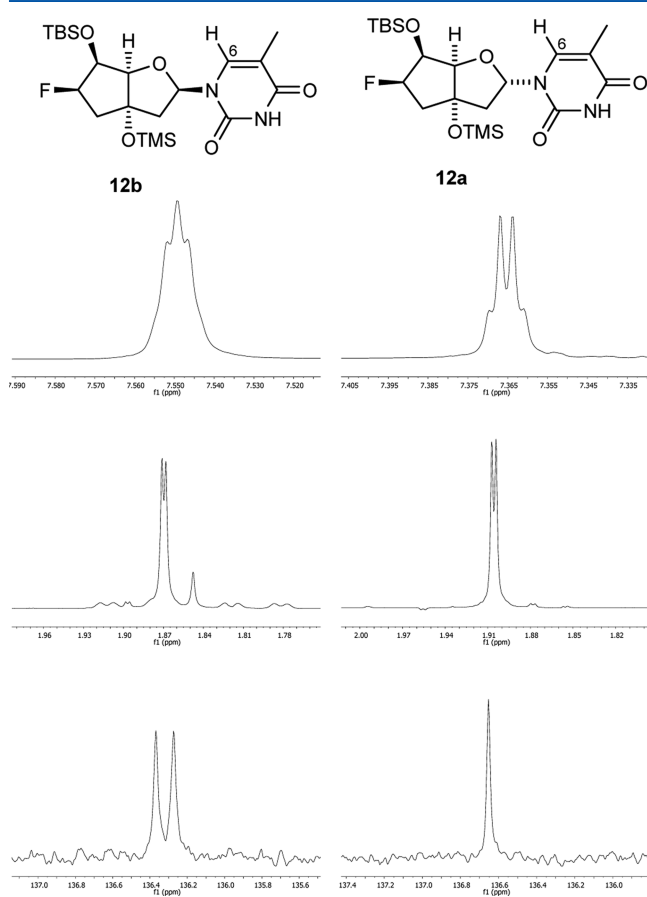 TBSO
H
H
6
O
F
N
O
NH
OTMS
O
12b
TBSO
H
H
6
O
F
N
O
NH
OTMS
O
12a
.590 7.580 7.570 7.560 7.550 7.540 7.530 7.520
f1 (ppm)
7.405 7.395 7.385 7.375 7.365 7.355 7.345 7.335
f1 (ppm)
1.96 1.93 1.90 1.87 1.84 1.81 1.78
f1 (ppm)
2.00 1.97 1.94 1.91 1.88 1.85 1.82
f1 (ppm)
137.0 136.8 136.6 136.4 136.2 136.0 135.8 135.6
f1 (ppm)
137.4 137.2 137.0 136.8 136.6 136.4 136.2 136.0
f1 (ppm)